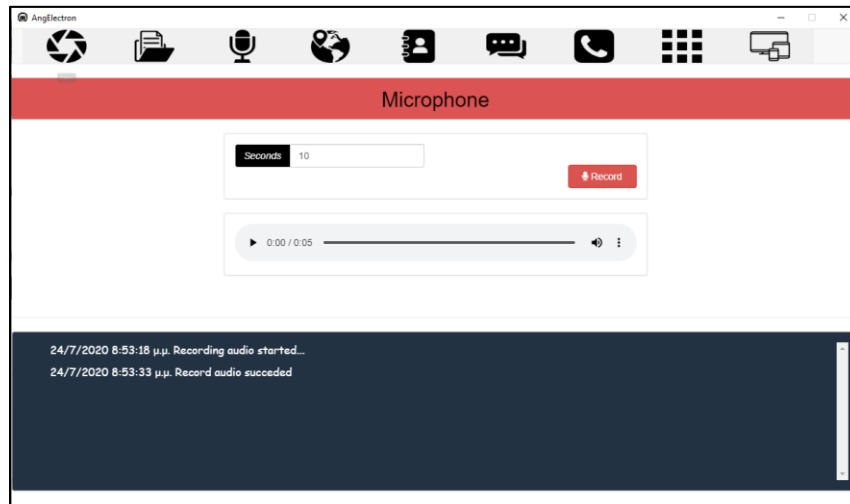 AngElectron
Microphone
Seconds 10
Record
0:00 / 0:05
24/7/2020 8:53:18 μ.μ. Recording audio started...
24/7/2020 8:53:33 μ.μ. Record audio succeded